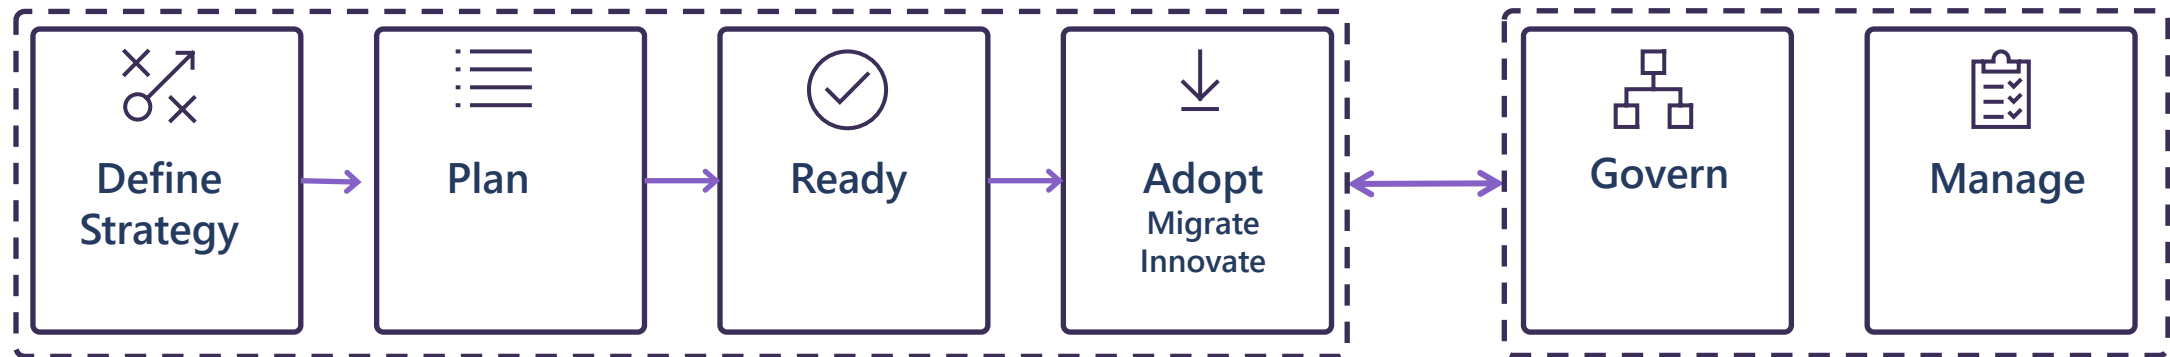 Define
Strategy
Plan
Ready
Adopt
Migrate
Innovate
Govern
Manage